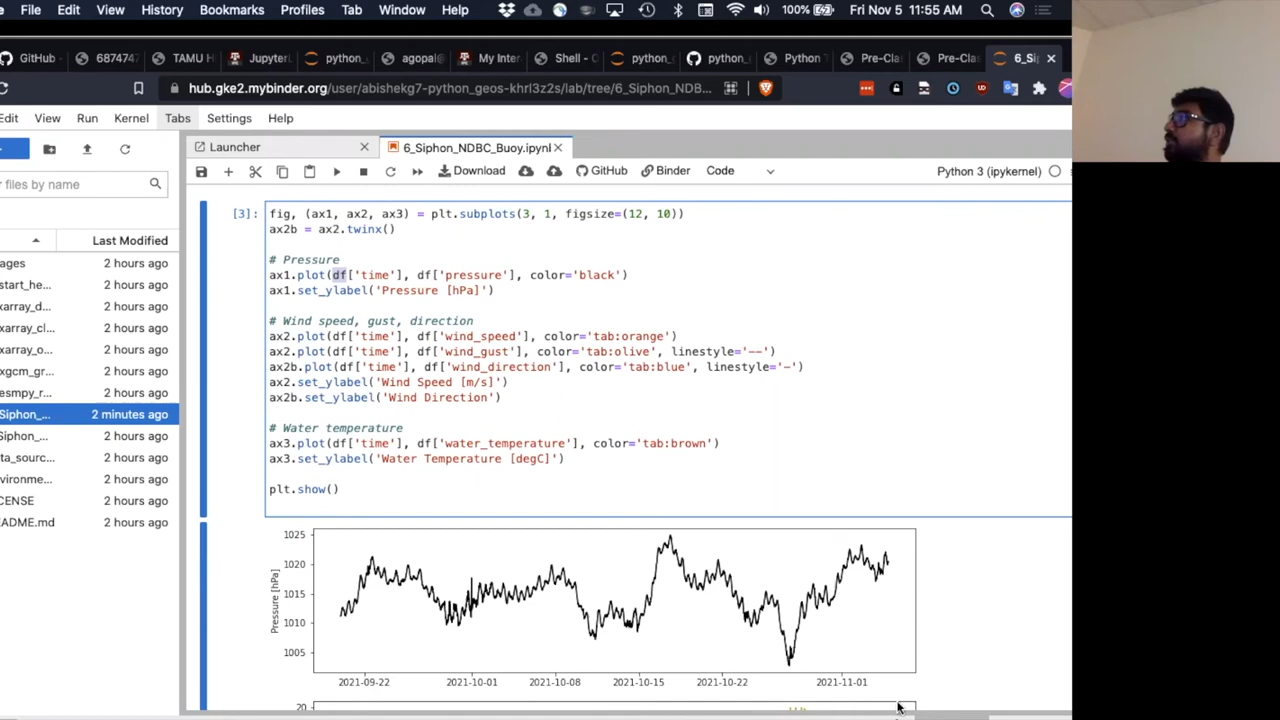 File Edit View History Bookmarks Profiles Tab Window Help 100% Fri Nov 5 11:55 AM
GitHub 6874747 TAMU H Jupyter python_ agopal My Inter Shell - python_ python_ Python Pre-Cla Pre-Cla 6_Si
hub.gke2.mybinder.org/user/abishekg7-python_geos-khrl3z2s/lab/tree/6_Siphon_NDB...
Edit View Run Kernel Tabs Settings Help
Launcher 6_Siphon_NDBC_Buoy.ipynb
Download GitHub Binder Code Python 3 (ipykernel)
files by name
Last Modified
ages 2 hours ago
start_he... 2 hours ago
xarray_d... 2 hours ago
xarray_cl... 2 hours ago
xarray_o... 2 hours ago
xgcm_gr... 2 hours ago
esmpy_r... 2 hours ago
Siphon_... 2 minutes ago
Siphon_... 2 hours ago
ta_sourc... 2 hours ago
vironme... 2 hours ago
CENSE 2 hours ago
EADME.md 2 hours ago
[3]: fig, (ax1, ax2, ax3) = plt.subplots(3, 1, figsize=(12, 10))
ax2b = ax2.twinx()
# Pressure
ax1.plot(df['time'], df['pressure'], color='black')
ax1.set_ylabel('Pressure [hPa]')
# Wind speed, gust, direction
ax2.plot(df['time'], df['wind_speed'], color='tab:orange')
ax2.plot(df['time'], df['wind_gust'], color='tab:olive', linestyle='--')
ax2b.plot(df['time'], df['wind_direction'], color='tab:blue', linestyle='-')
ax2.set_ylabel('Wind Speed [m/s]')
ax2b.set_ylabel('Wind Direction')
# Water temperature
ax3.plot(df['time'], df['water_temperature'], color='tab:brown')
ax3.set_ylabel('Water Temperature [degC]')
plt.show()
Pressure [hPa]
1025
1020
1015
1010
1005
2021-09-22 2021-10-01 2021-10-08 2021-10-15 2021-10-22 2021-11-01
20